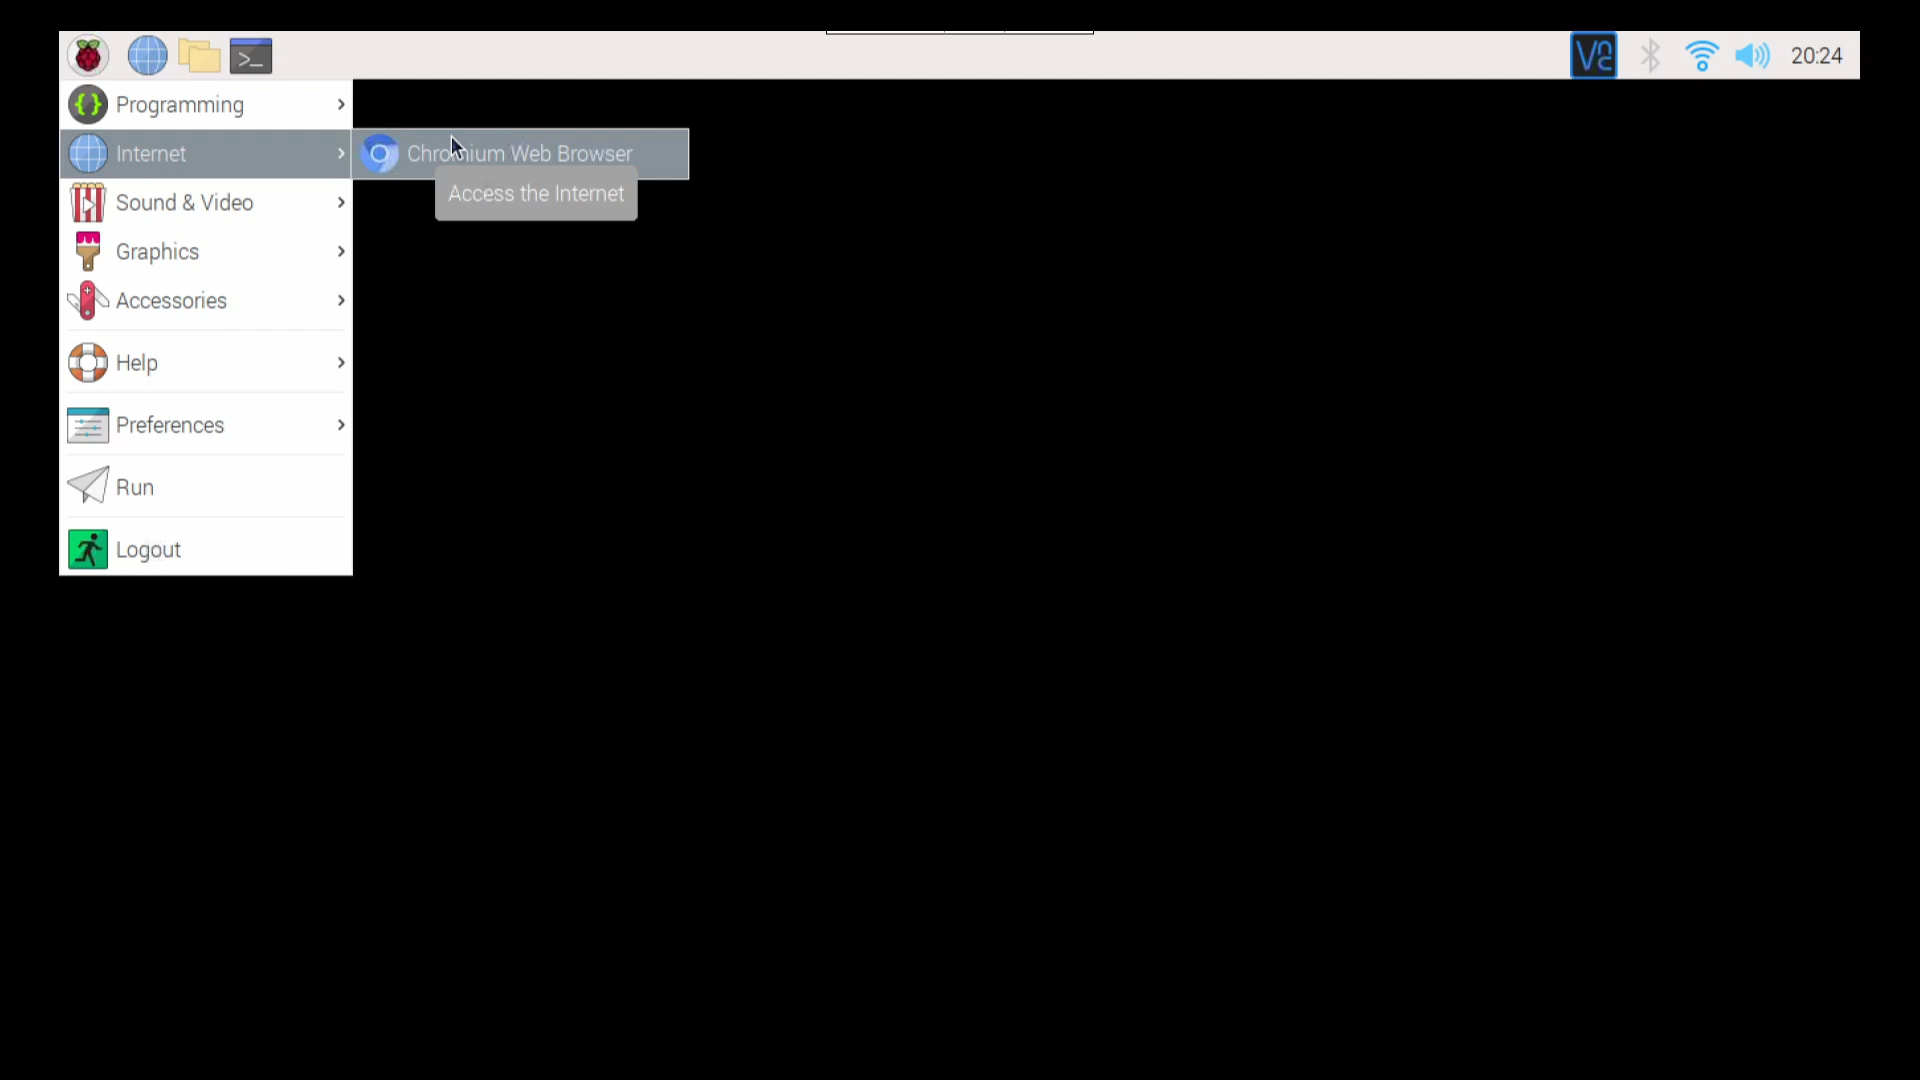 20:24
Programming
Internet
Chromium Web Browser
Access the Internet
Sound & Video
Graphics
Accessories
Help
Preferences
Run
Logout